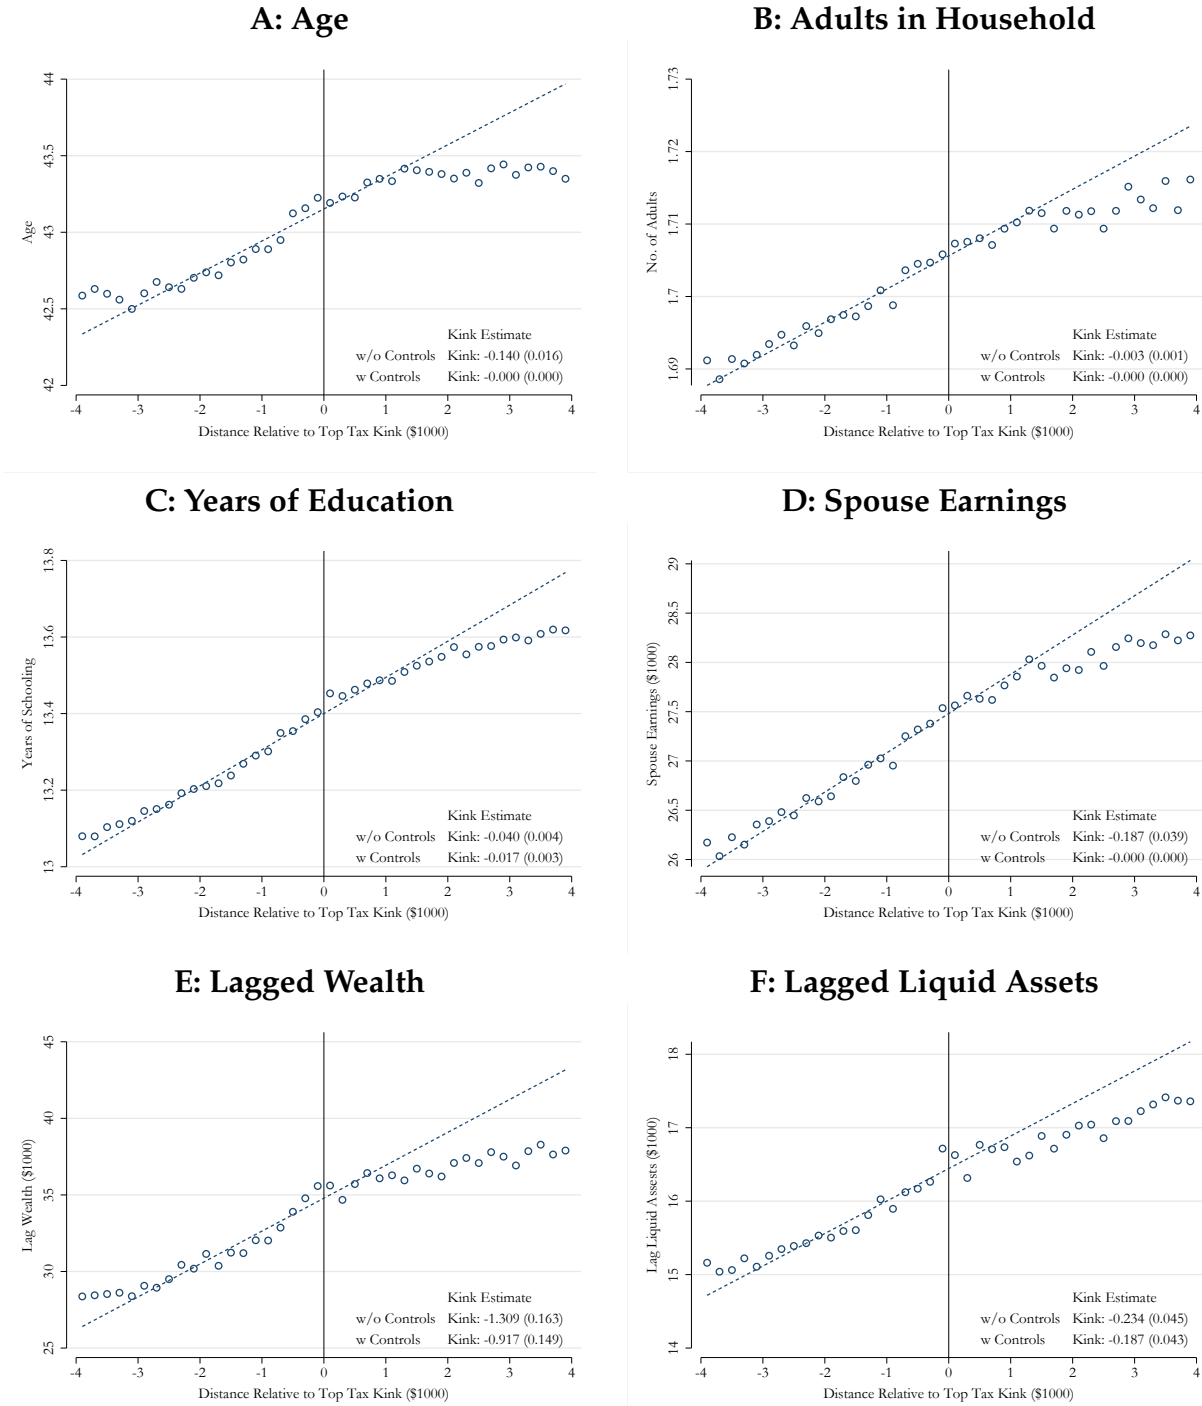 A: Age
44
43.5
43
42.5
42
Age
Kink Estimate
w/o Controls Kink: -0.140 (0.016)
w Controls Kink: -0.000 (0.000)
-4 -3 -2 -1 0 1 2 3 4
Distance Relative to Top Tax Kink ($1000)
B: Adults in Household
1.73
1.72
1.71
1.7
1.69
No. of Adults
Kink Estimate
w/o Controls Kink: -0.003 (0.001)
w Controls Kink: -0.000 (0.000)
-4 -3 -2 -1 0 1 2 3 4
Distance Relative to Top Tax Kink ($1000)
C: Years of Education
13.8
13.6
13.4
13.2
13
Years of Schooling
Kink Estimate
w/o Controls Kink: -0.040 (0.004)
w Controls Kink: -0.017 (0.003)
-4 -3 -2 -1 0 1 2 3 4
Distance Relative to Top Tax Kink ($1000)
D: Spouse Earnings
29
28.5
28
27.5
27
26.5
26
Spouse Earnings ($1000)
Kink Estimate
w/o Controls Kink: -0.187 (0.039)
w Controls Kink: -0.000 (0.000)
-4 -3 -2 -1 0 1 2 3 4
Distance Relative to Top Tax Kink ($1000)
E: Lagged Wealth
45
40
35
30
25
Lag Wealth ($1000)
Kink Estimate
w/o Controls Kink: -1.309 (0.163)
w Controls Kink: -0.917 (0.149)
-4 -3 -2 -1 0 1 2 3 4
Distance Relative to Top Tax Kink ($1000)
F: Lagged Liquid Assets
18
17
16
15
14
Lag Liquid Assests ($1000)
Kink Estimate
w/o Controls Kink: -0.234 (0.045)
w Controls Kink: -0.187 (0.043)
-4 -3 -2 -1 0 1 2 3 4
Distance Relative to Top Tax Kink ($1000)